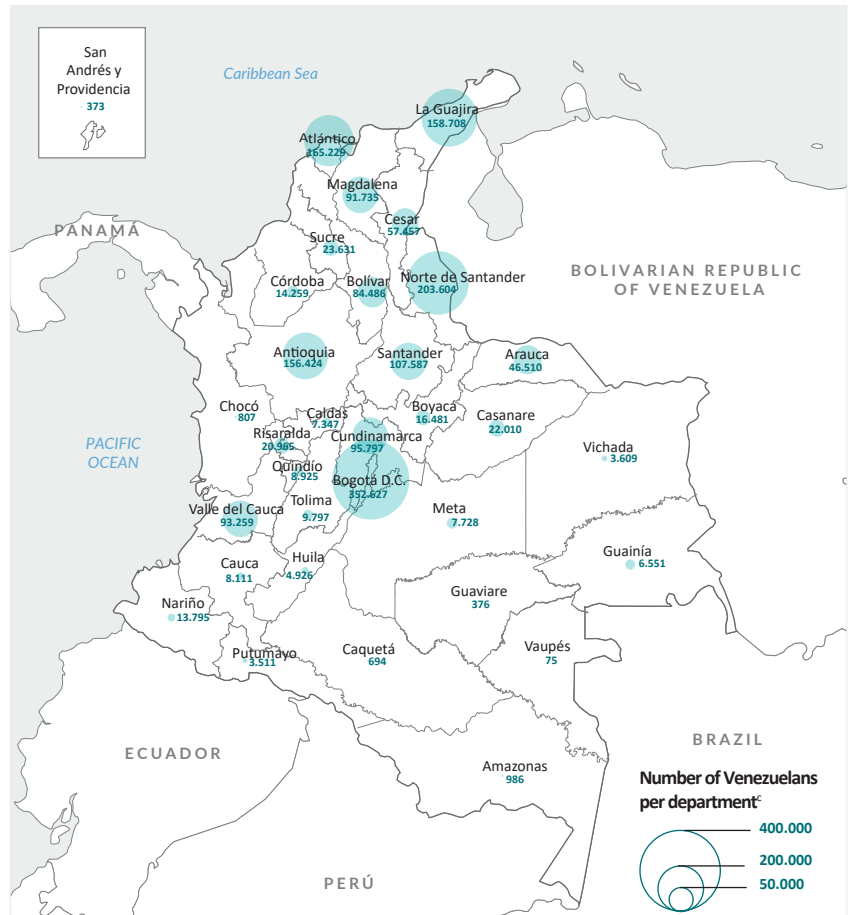 San
Andrés y
Providencia
373
Caribbean Sea
La Guajira
158.708
Atlántico
165.229
Magdalena
91.735
Cesar
57.457
PANAMÁ
Sucre
23.631
Córdoba
14.259
Bolívar
84.486
Norte de Santander
203.604
BOLIVARIAN REPUBLIC
OF VENEZUELA
Antioquia
156.424
Santander
107.587
Arauca
46.510
Chocó
807
Caldas
7.347
Boyacá
16.481
Casanare
22.010
Risaralda
20.965
Cundinamarca
95.797
PACIFIC
OCEAN
Vichada
3.609
Quindío
8.925
Bogotá D.C.
352.627
Valle del Cauca
93.259
Tolima
9.797
Meta
7.728
Cauca
8.111
Huila
4.926
Guainía
6.551
Nariño
13.795
Guaviare
376
Putumayo
3.511
Caquetá
694
Vaupés
75
ECUADOR
BRAZIL
Amazonas
986
PERÚ
Number of Venezuelans
per departmentᶜ
400.000
200.000
50.000